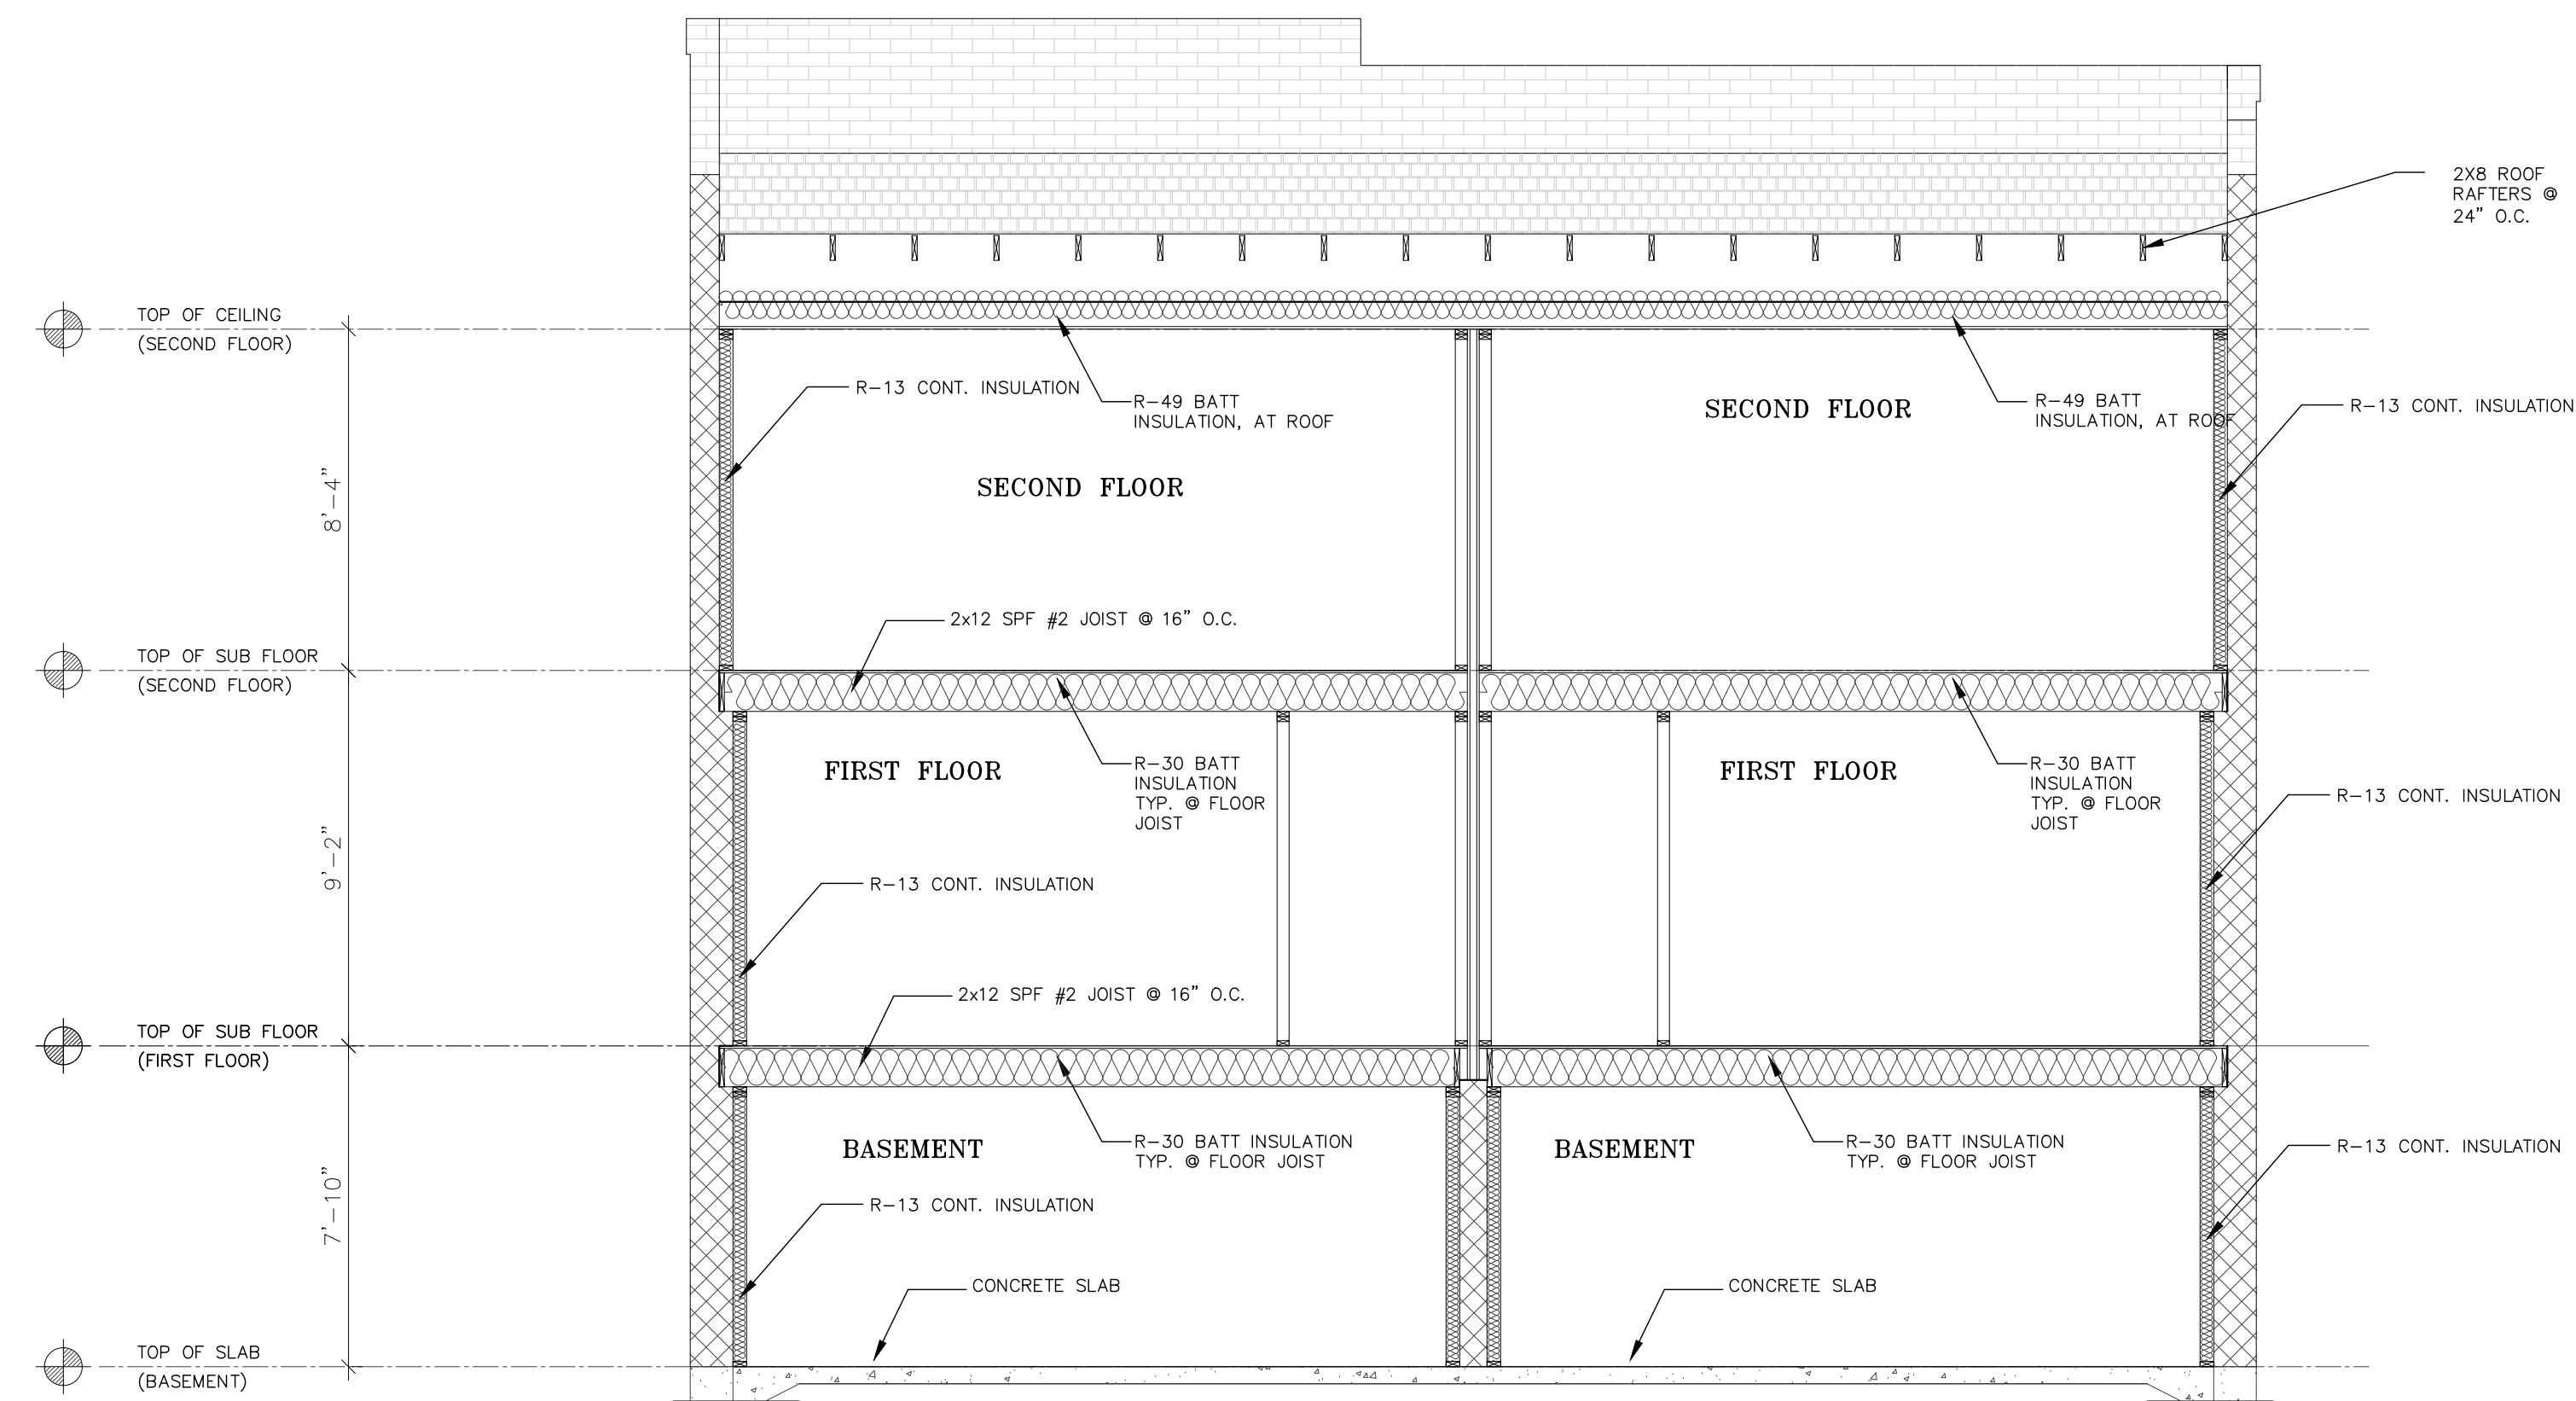 2X8 ROOF
RAFTERS @
24" O.C.
TOP OF CEILING
(SECOND FLOOR)
R-13 CONT. INSULATION
R-49 BATT
INSULATION, AT ROOF
SECOND FLOOR
R-49 BATT
INSULATION, AT ROOF
R-13 CONT. INSULATION
8'-4"
SECOND FLOOR
2x12 SPF #2 JOIST @ 16" O.C.
TOP OF SUB FLOOR
(SECOND FLOOR)
FIRST FLOOR
R-30 BATT
INSULATION
TYP. @ FLOOR
JOIST
FIRST FLOOR
R-30 BATT
INSULATION
TYP. @ FLOOR
JOIST
R-13 CONT. INSULATION
9'-2"
R-13 CONT. INSULATION
2x12 SPF #2 JOIST @ 16" O.C.
TOP OF SUB FLOOR
(FIRST FLOOR)
BASEMENT
R-30 BATT INSULATION
TYP. @ FLOOR JOIST
BASEMENT
R-30 BATT INSULATION
TYP. @ FLOOR JOIST
R-13 CONT. INSULATION
7'-10"
R-13 CONT. INSULATION
CONCRETE SLAB
CONCRETE SLAB
TOP OF SLAB
(BASEMENT)